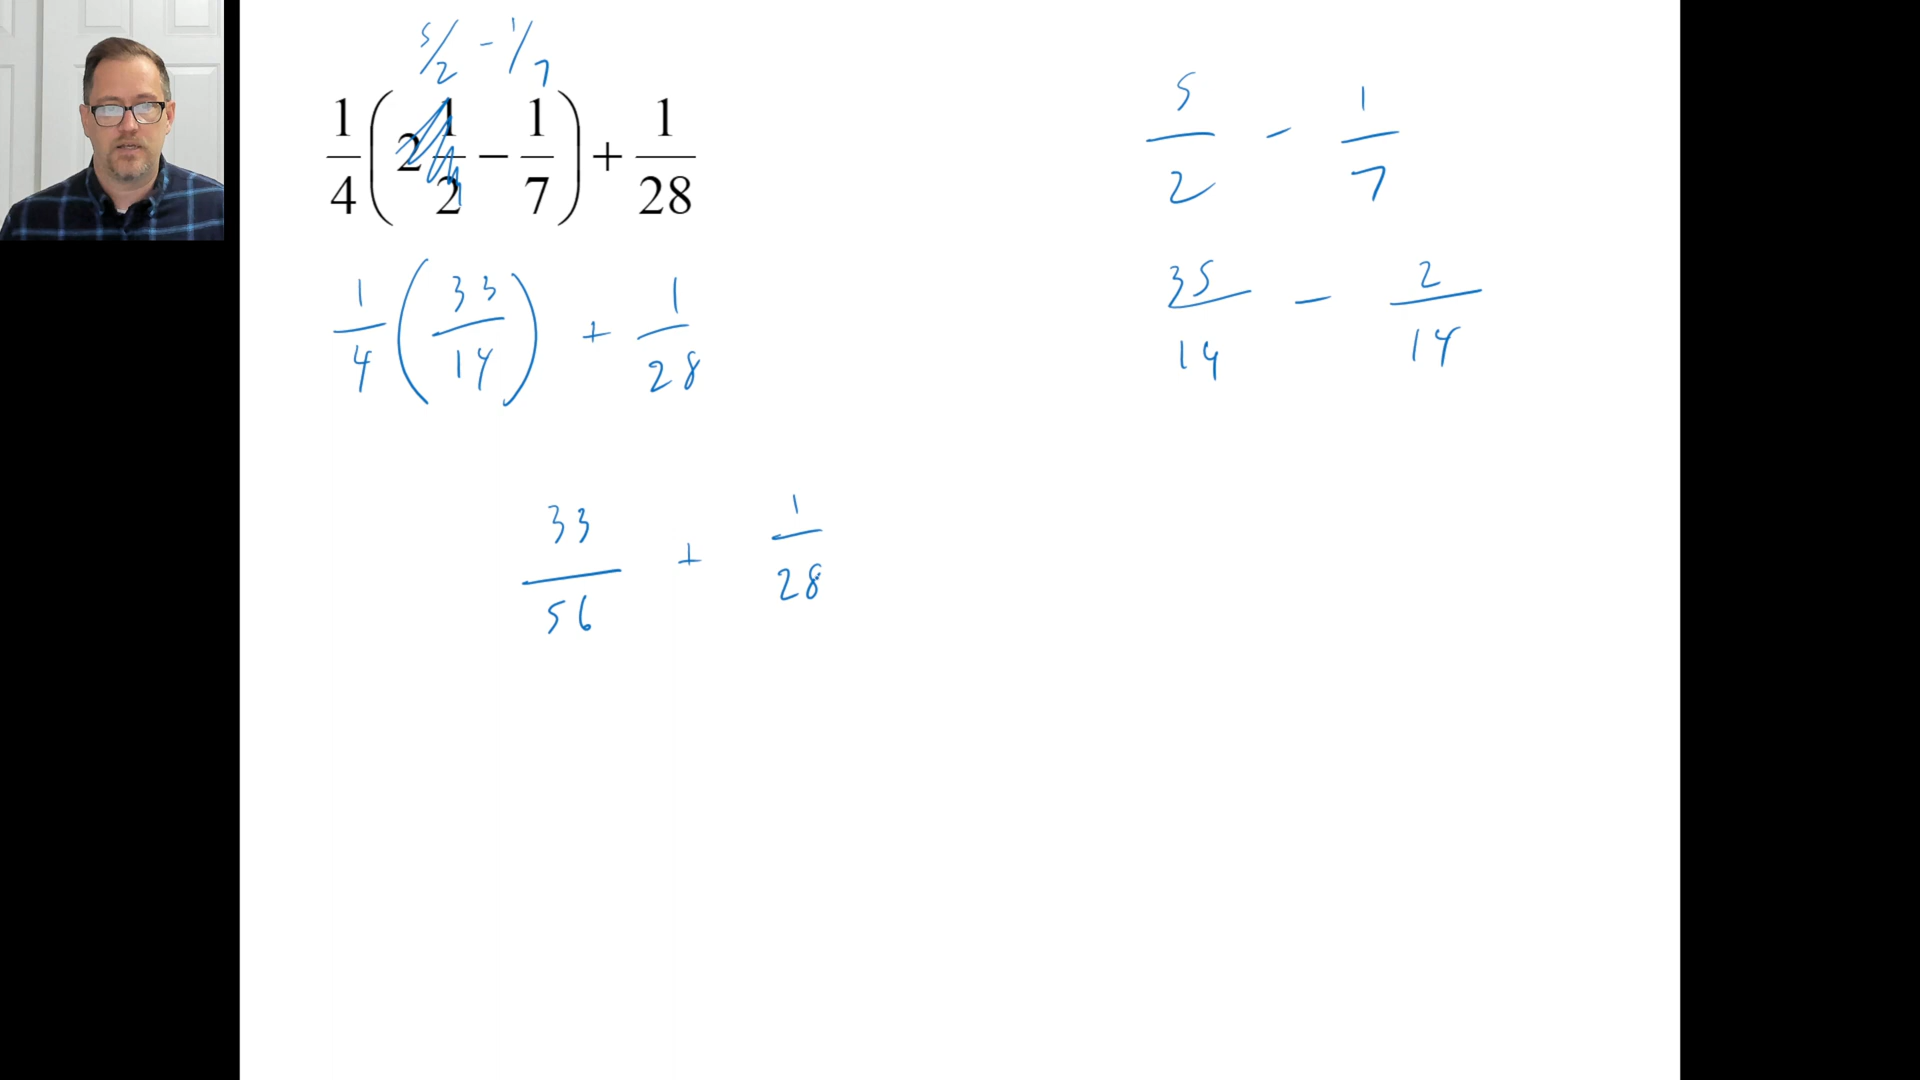 5/2 - 1/7
1/4 (2 1/2 − 1/7) + 1/28
1/4 (33/14) + 1/28
33/56 + 1/28
5/2 - 1/7
35/14 - 2/14